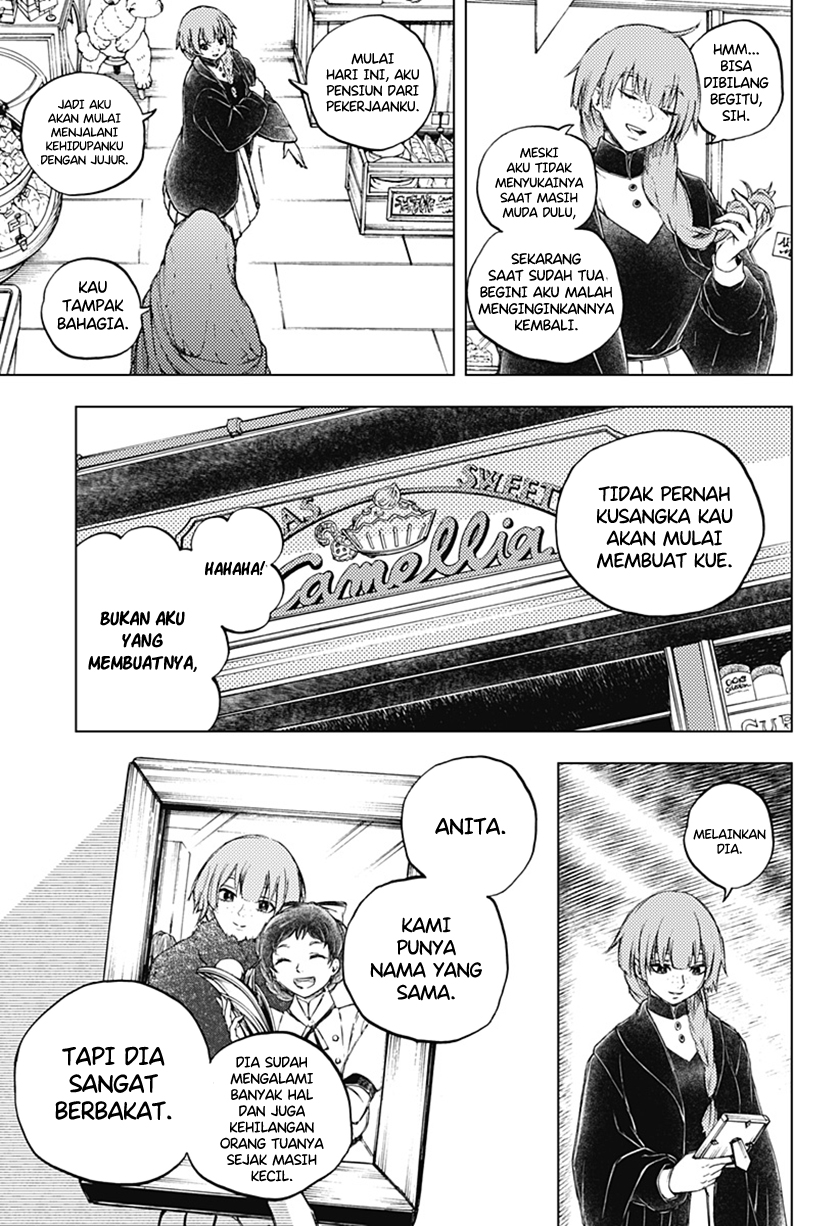 HMM...
BISA
DIBILANG
BEGITU,
SIH.
MESKI
AKU TIDAK
MENYUKAINYA
SAAT MASIH
MUDA DULU,
SEKARANG
SAAT SUDAH TUA
BEGINI AKU MALAH
MENGINGINKANNYA
KEMBALI.
MULAI
HARI INI, AKU
PENSIUN DARI
PEKERJAANKU.
JADI AKU
AKAN MULAI
MENJALANI
KEHIDUPANKU
DENGAN JUJUR.
KAU
TAMPAK
BAHAGIA.
TIDAK PERNAH
KUSANGKA KAU
AKAN MULAI
MEMBUAT KUE.
AS SWEET
Camellia
HAHAHA!
BUKAN AKU
YANG
MEMBUATNYA,
MELAINKAN
DIA.
ANITA.
KAMI
PUNYA
NAMA YANG
SAMA.
DIA SUDAH
MENGALAMI
BANYAK HAL
DAN JUGA
KEHILANGAN
ORANG TUANYA
SEJAK MASIH
KECIL.
TAPI DIA
SANGAT
BERBAKAT.